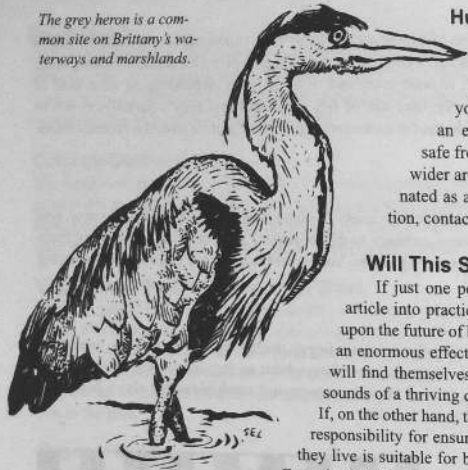 The grey heron is a com-
mon site on Brittany's wa-
terways and marshlands.
Hu
yo
an e
safe fro
wider ar
nated as a
tion, contac
Will This S
If just one pe
article into practic
upon the future of
an enormous effect
will find themselves
sounds of a thriving c
If, on the other hand, t
responsibility for ensur
they live is suitable for b
SEL